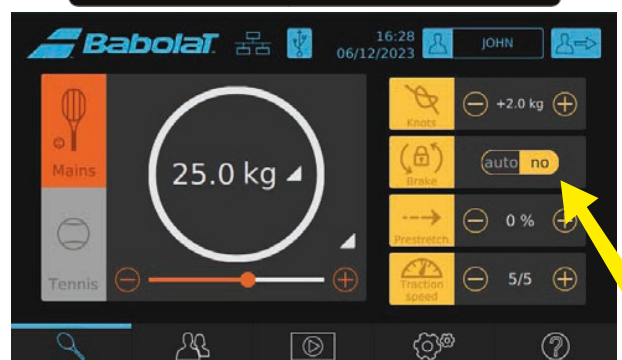 Babolat
16:28
06/12/2023
JOHN
Mains
25.0 kg
Tennis
Knots
+2.0 kg
Brake
auto no
Prestretch.
0 %
Traction
speed
5/5